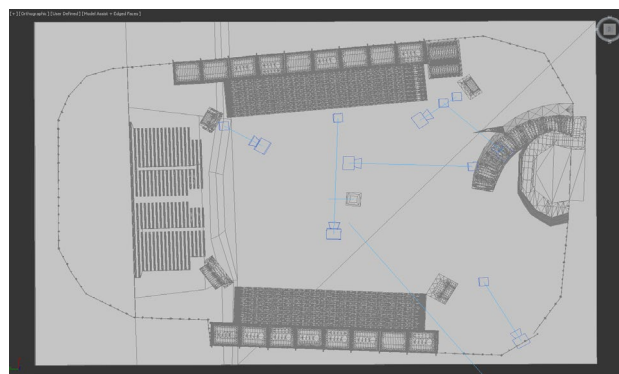 [+] [Orthographic] [User Defined] [Model Assist + Edged Faces]